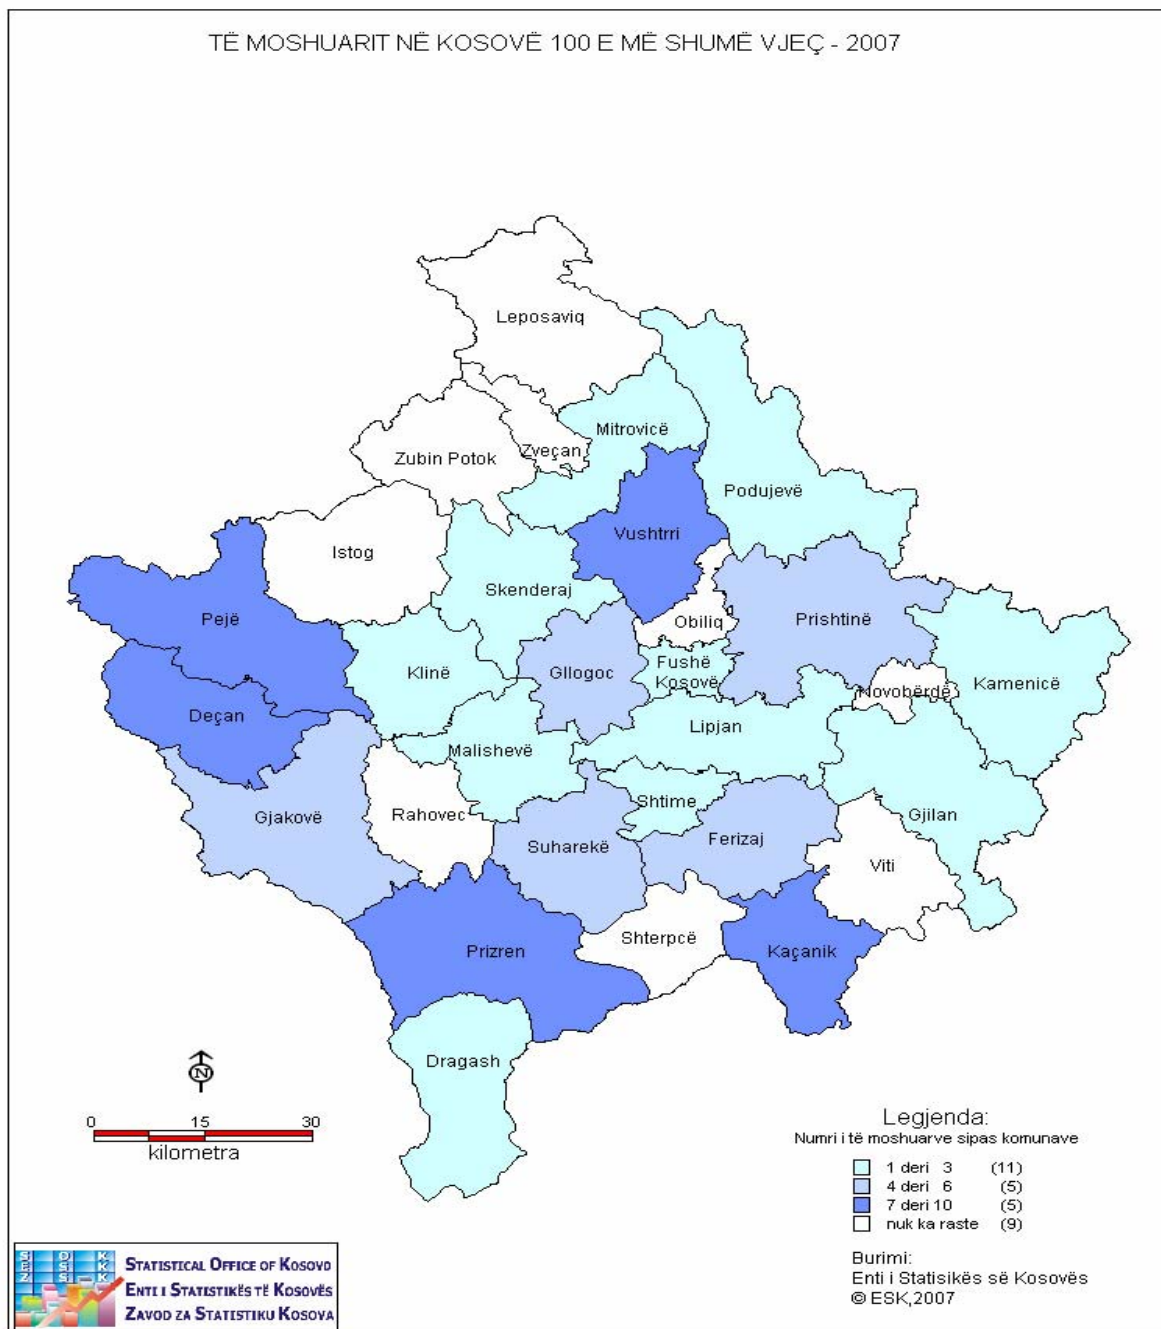 TË MOSHUARIT NË KOSOVË 100 E MË SHUMË VJEÇ - 2007
Leposaviq
Mitrovicë
Zveçan
Zubin Potok
Podujevë
Vushtrri
Istog
Skenderaj
Pejë
Obiliq
Prishtinë
Klinë
Gllogoc
Fushë
Kosovë
Novobërdë
Kamenicë
Deçan
Lipjan
Malishevë
Shtime
Gjakovë
Rahovec
Gjilan
Suharekë
Ferizaj
Viti
Shterpcë
Prizren
Kaçanik
Dragash
N
0 15 30
kilometra
Legjenda:
Numri i të moshuarve sipas komunave
1 deri 3 (11)
4 deri 6 (5)
7 deri 10 (5)
nuk ka raste (9)
Burimi:
Enti i Statisikës së Kosovës
© ESK,2007
STATISTICAL OFFICE OF KOSOVO
ENTI I STATISTIKËS TË KOSOVËS
ZAVOD ZA STATISTIKU KOSOVA